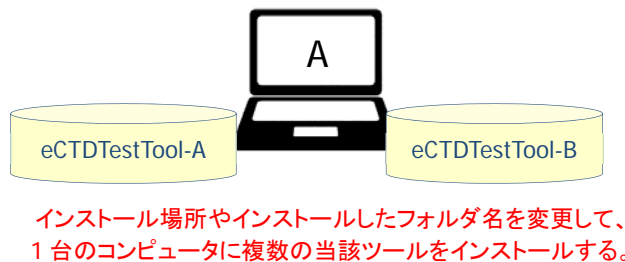 A
eCTDTestTool-A
eCTDTestTool-B
インストール場所やインストールしたフォルダ名を変更して、
1 台のコンピュータに複数の当該ツールをインストールする。